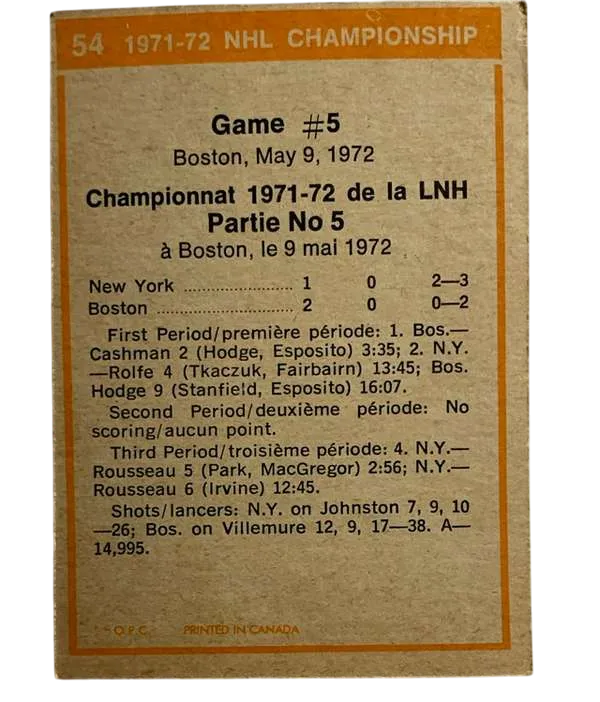 54 1971-72 NHL CHAMPIONSHIP
Game #5
Boston, May 9, 1972
Championnat 1971-72 de la LNH
Partie No 5
à Boston, le 9 mai 1972
New York ........................ 1 0 2—3
Boston .............................. 2 0 0—2
First Period/première période: 1. Bos.—
Cashman 2 (Hodge, Esposito) 3:35; 2. N.Y.
—Rolfe 4 (Tkaczuk, Fairbairn) 13:45; Bos.
Hodge 9 (Stanfield, Esposito) 16:07.
Second Period/deuxième période: No
scoring/aucun point.
Third Period/troisième période: 4. N.Y.—
Rousseau 5 (Park, MacGregor) 2:56; N.Y.—
Rousseau 6 (Irvine) 12:45.
Shots/lancers: N.Y. on Johnston 7, 9, 10
—26; Bos. on Villemure 12, 9, 17—38. A—
14,995.
O.P.C. PRINTED IN CANADA